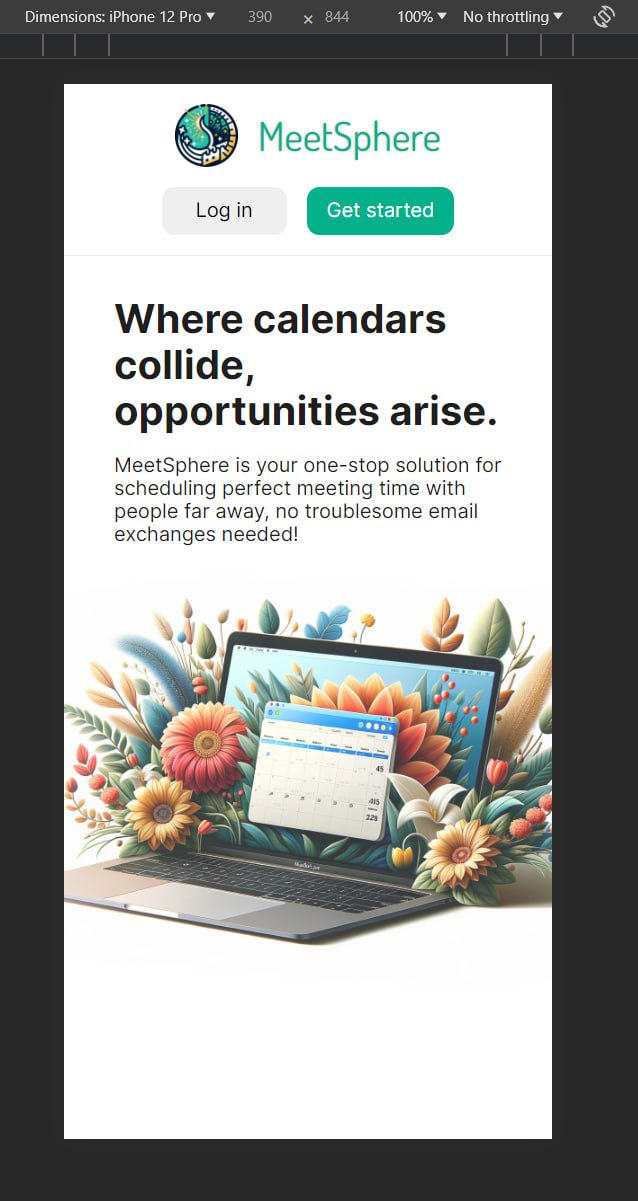 Dimensions: iPhone 12 Pro 390 × 844 100% No throttling
MeetSphere
Log in Get started
Where calendars
collide,
opportunities arise.
MeetSphere is your one-stop solution for
scheduling perfect meeting time with
people far away, no troublesome email
exchanges needed!
45